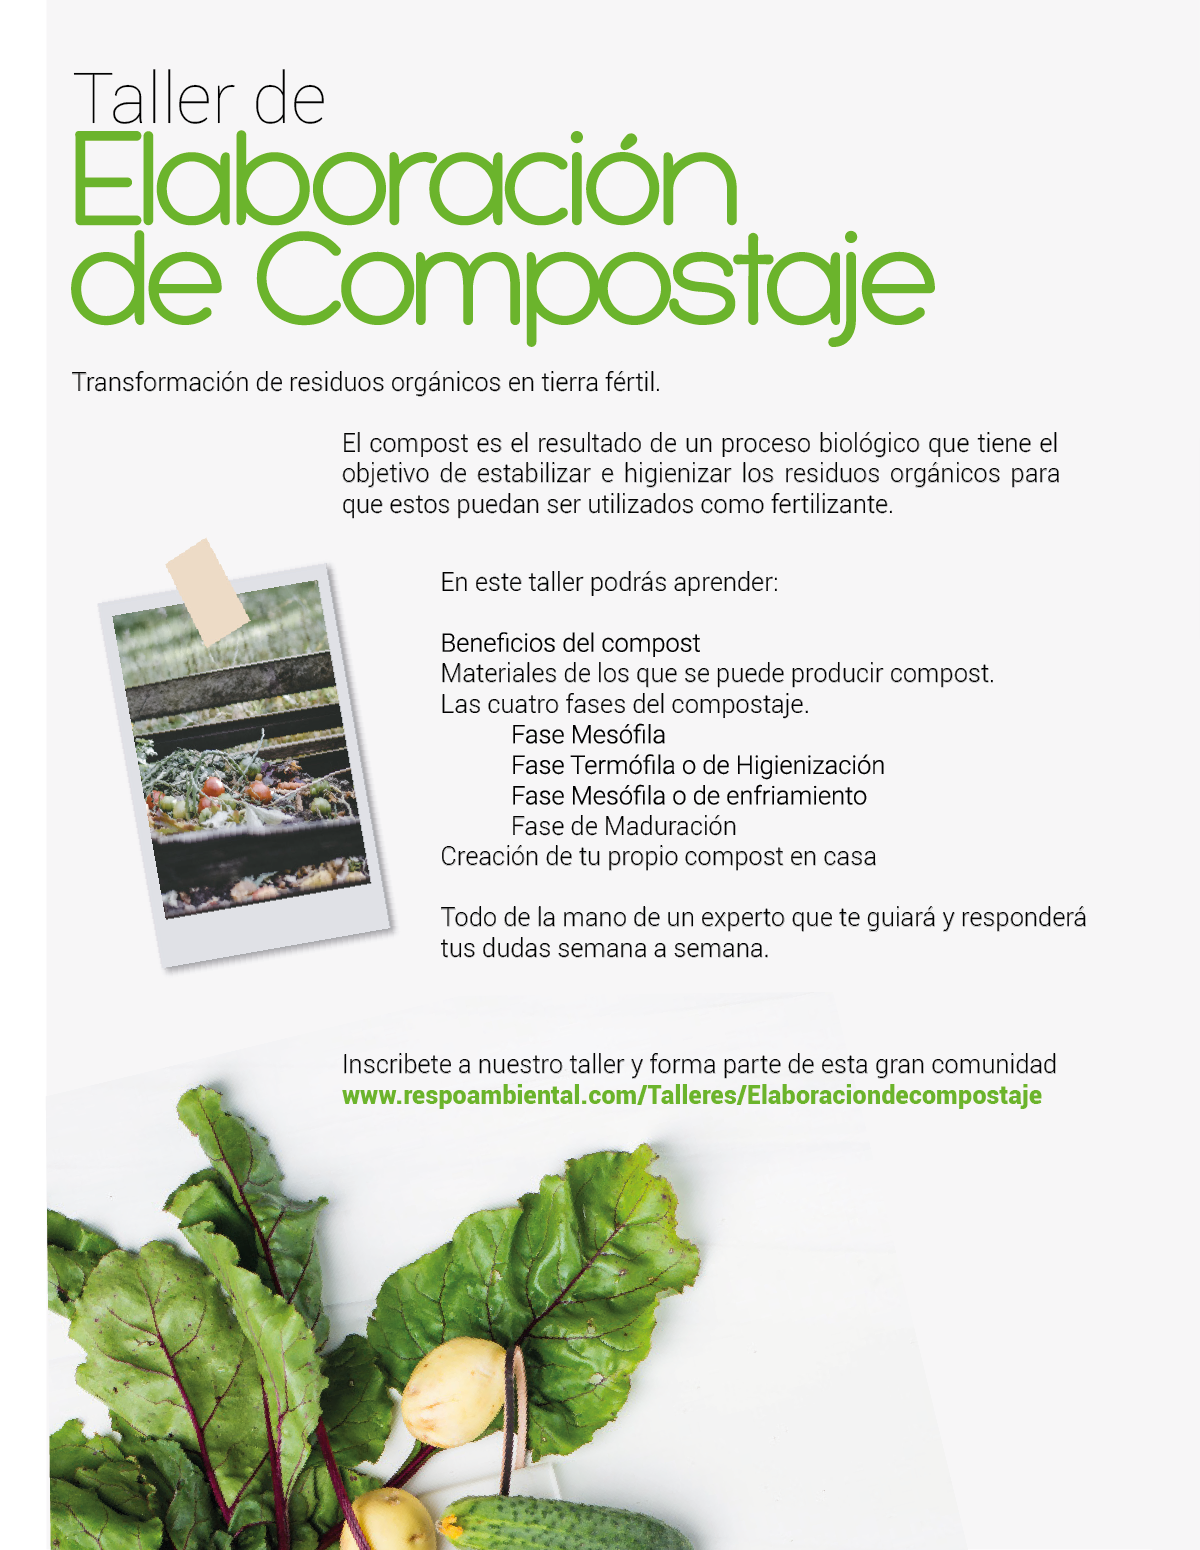 Taller de
Elaboración
de Compostaje
Transformación de residuos orgánicos en tierra fértil.
El compost es el resultado de un proceso biológico que tiene el
objetivo de estabilizar e higienizar los residuos orgánicos para
que estos puedan ser utilizados como fertilizante.
En este taller podrás aprender:
Beneficios del compost
Materiales de los que se puede producir compost.
Las cuatro fases del compostaje.
Fase Mesófila
Fase Termófila o de Higienización
Fase Mesófila o de enfriamiento
Fase de Maduración
Creación de tu propio compost en casa
Todo de la mano de un experto que te guiará y responderá
tus dudas semana a semana.
Inscribete a nuestro taller y forma parte de esta gran comunidad
www.respoambiental.com/Talleres/Elaboraciondecompostaje